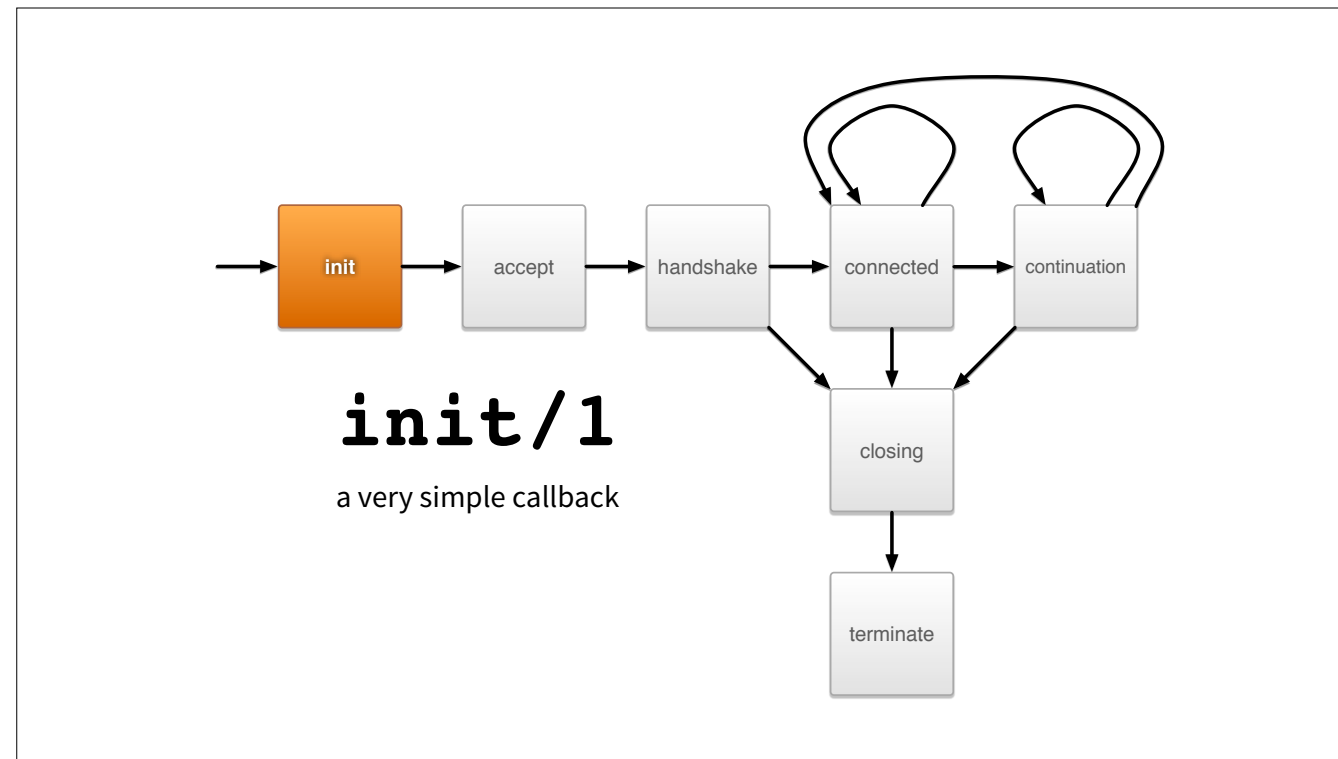 init
accept
handshake
connected
continuation
init/1
a very simple callback
closing
terminate